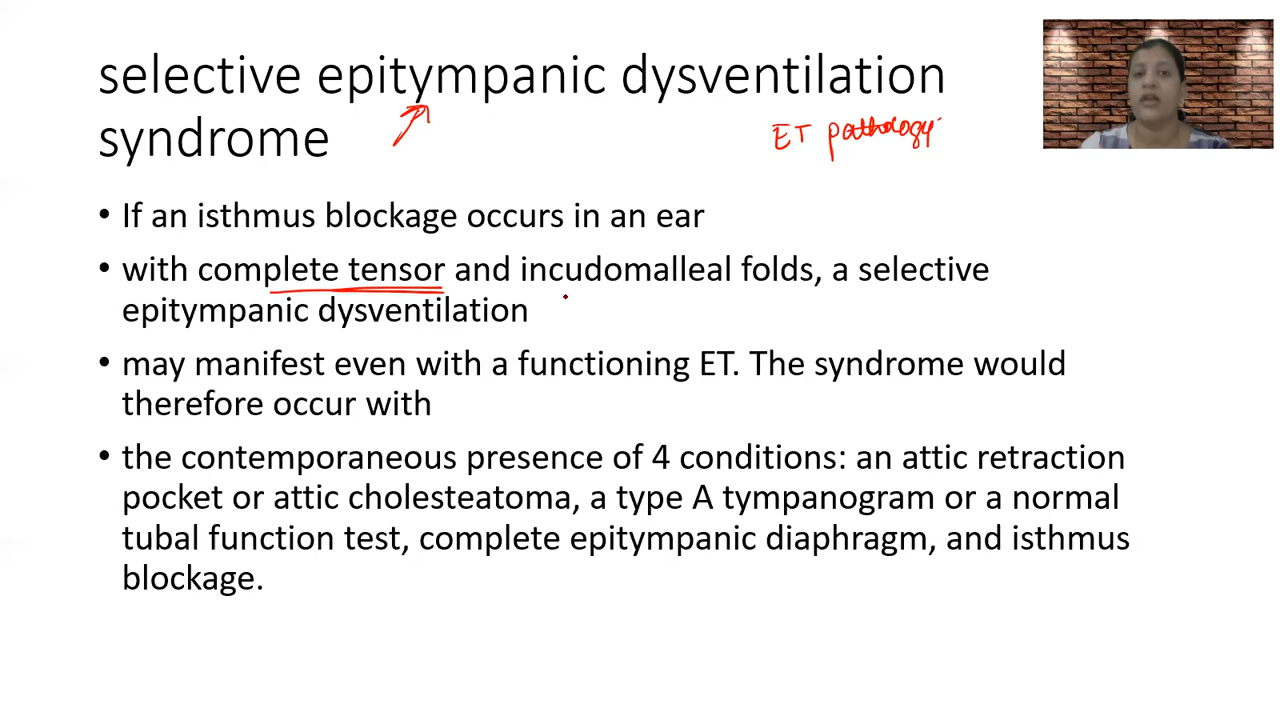 selective epitympanic dysventilation
syndrome
ET pathology
• If an isthmus blockage occurs in an ear
• with complete tensor and incudomalleal folds, a selective
epitympanic dysventilation
• may manifest even with a functioning ET. The syndrome would
therefore occur with
• the contemporaneous presence of 4 conditions: an attic retraction
pocket or attic cholesteatoma, a type A tympanogram or a normal
tubal function test, complete epitympanic diaphragm, and isthmus
blockage.